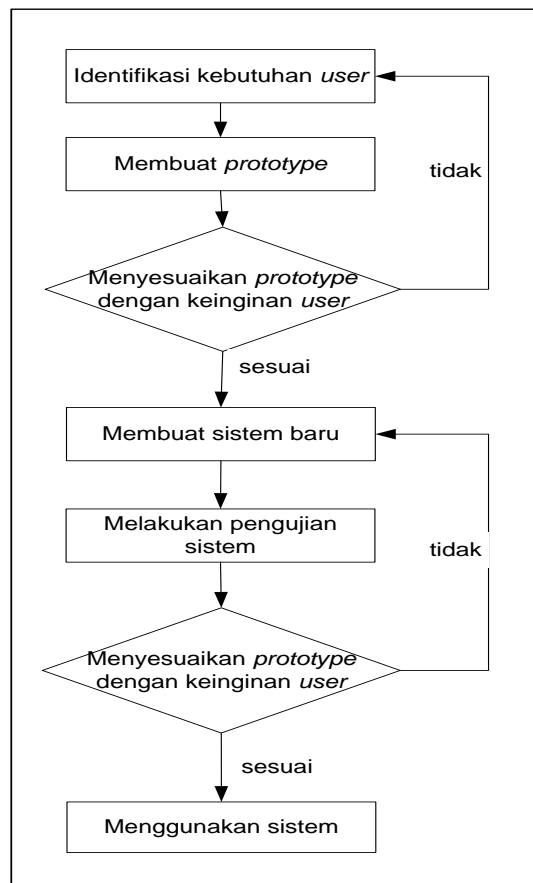 Identifikasi kebutuhan user
Membuat prototype
tidak
Menyesuaikan prototype
dengan keinginan user
sesuai
Membuat sistem baru
Melakukan pengujian
sistem
tidak
Menyesuaikan prototype
dengan keinginan user
sesuai
Menggunakan sistem